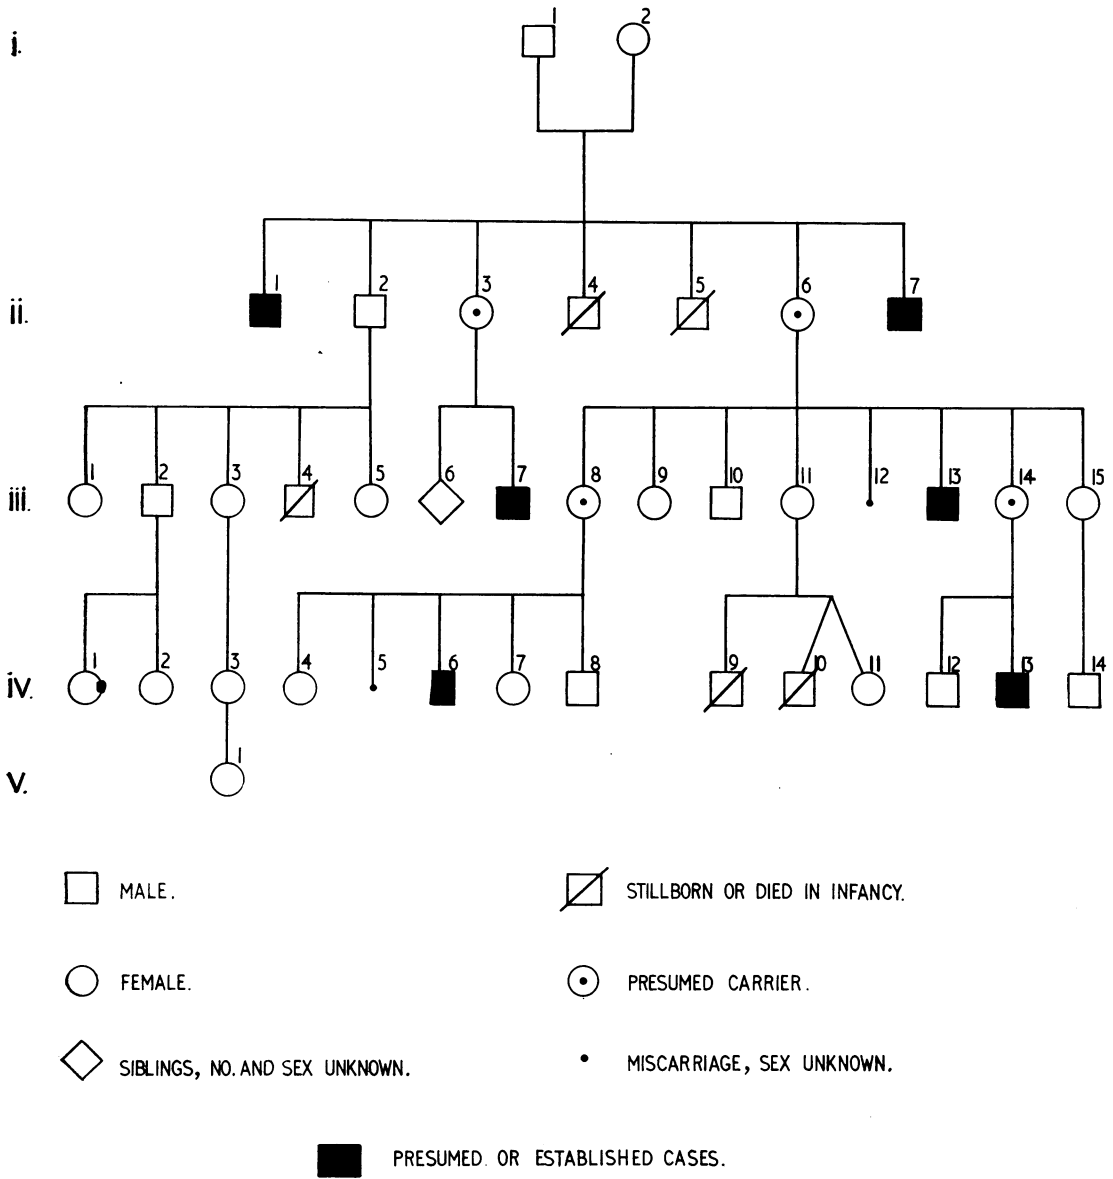 i. 1 2
ii. 1 2 3 4 5 6 7
iii. 1 2 3 4 5 6 7 8 9 10 11 12 13 14 15
iv. 1 2 3 4 5 6 7 8 9 10 11 12 13 14
V. 1
MALE. STILLBORN OR DIED IN INFANCY.
FEMALE. PRESUMED CARRIER.
SIBLINGS, NO. AND SEX UNKNOWN. MISCARRIAGE, SEX UNKNOWN.
PRESUMED OR ESTABLISHED CASES.